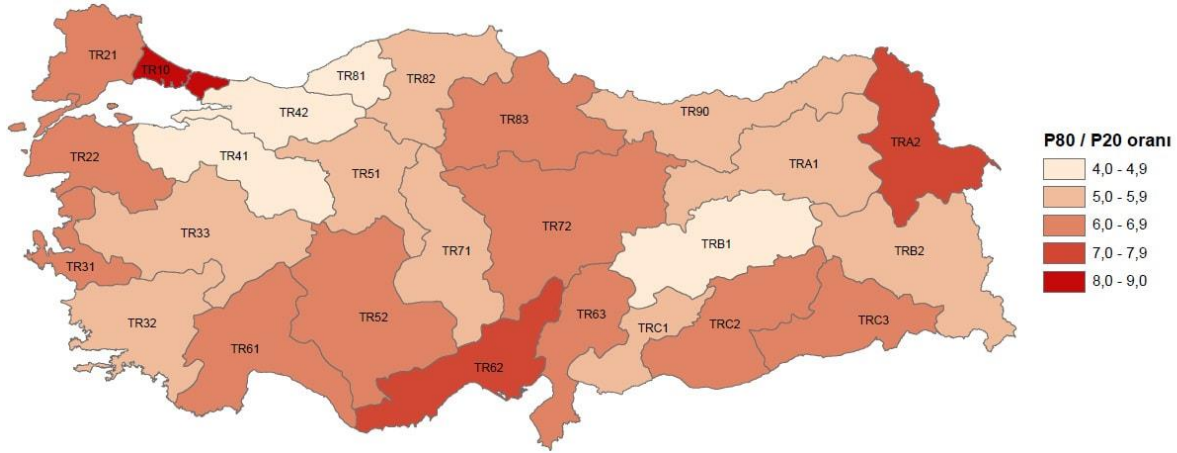 TR21
TR10
TR81
TR82
TR42
TR83
TR90
TRA2
TR22
TR41
TR51
TRA1
TR33
TR72
TRB1
TR71
TRB2
TR31
TR32
TR52
TR63
TRC1
TRC2
TRC3
TR61
TR62
P80 / P20 oranı
4,0 - 4,9
5,0 - 5,9
6,0 - 6,9
7,0 - 7,9
8,0 - 9,0